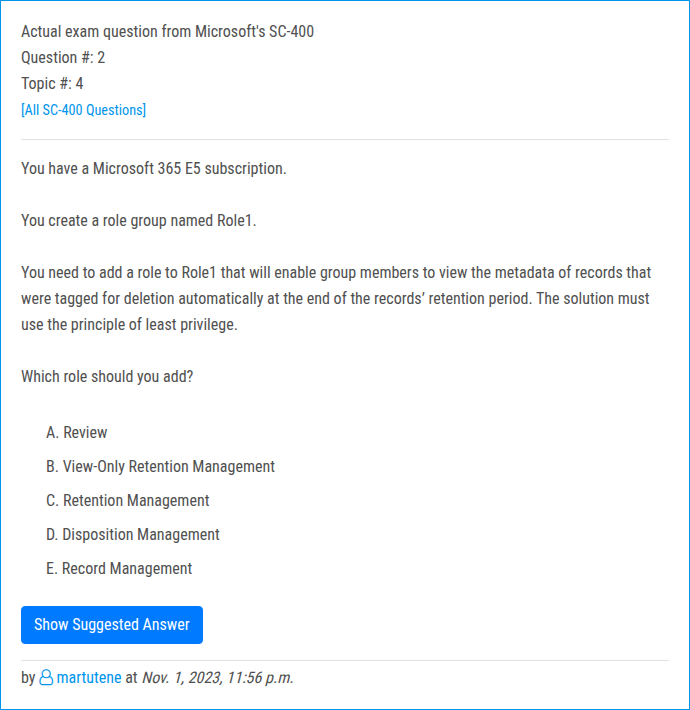 Actual exam question from Microsoft's SC-400
Question #: 2
Topic #: 4
[All SC-400 Questions]
You have a Microsoft 365 E5 subscription.
You create a role group named Role1.
You need to add a role to Role1 that will enable group members to view the metadata of records that
were tagged for deletion automatically at the end of the records’ retention period. The solution must
use the principle of least privilege.
Which role should you add?
A. Review
B. View-Only Retention Management
C. Retention Management
D. Disposition Management
E. Record Management
Show Suggested Answer
by martutene at Nov. 1, 2023, 11:56 p.m.